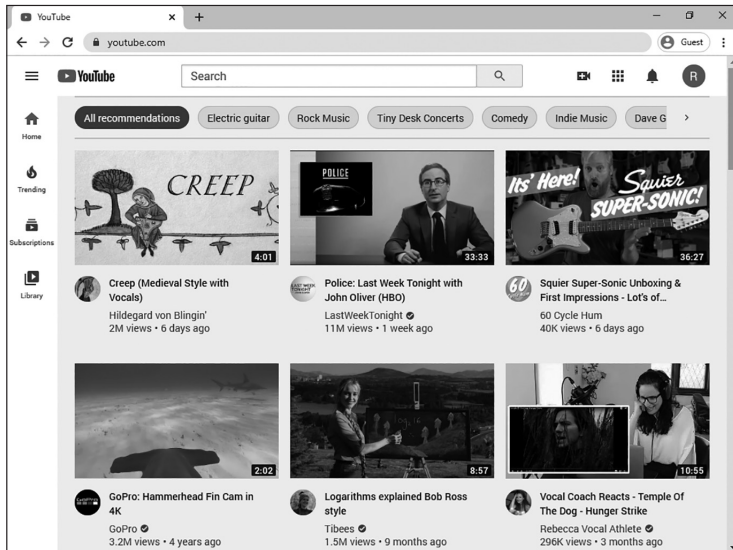 YouTube
youtube.com
Guest
YouTube
Search
R
All recommendations
Electric guitar
Rock Music
Tiny Desk Concerts
Comedy
Indie Music
Dave G
Home
Trending
Subscriptions
Library
CREEP
4:01
POLICE
33:33
Its' Here!
Squier
SUPER-SONIC!
36:27
Creep (Medieval Style with
Vocals)
Hildegard von Blingin'
2M views • 6 days ago
LAST WEEK
TONIGHT
Police: Last Week Tonight with
John Oliver (HBO)
LastWeekTonight
11M views • 1 week ago
60
Squier Super-Sonic Unboxing &
First Impressions - Lot's of...
60 Cycle Hum
40K views • 6 days ago
2:02
8:57
10:55
GoPro: Hammerhead Fin Cam in
4K
GoPro
3.2M views • 4 years ago
Logarithms explained Bob Ross
style
Tibees
1.5M views • 9 months ago
Vocal Coach Reacts - Temple Of
The Dog - Hunger Strike
Rebecca Vocal Athlete
296K views • 3 months ago